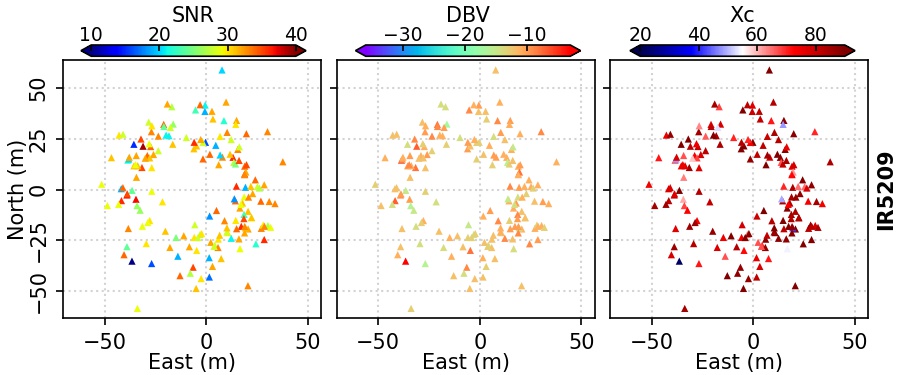 SNR
DBV
Xc
10 20 30 40
−30 −20 −10
20 40 60 80
50
25
0
−25
−50
North (m)
−50 0 50
−50 0 50
−50 0 50
East (m)
East (m)
East (m)
IR5209